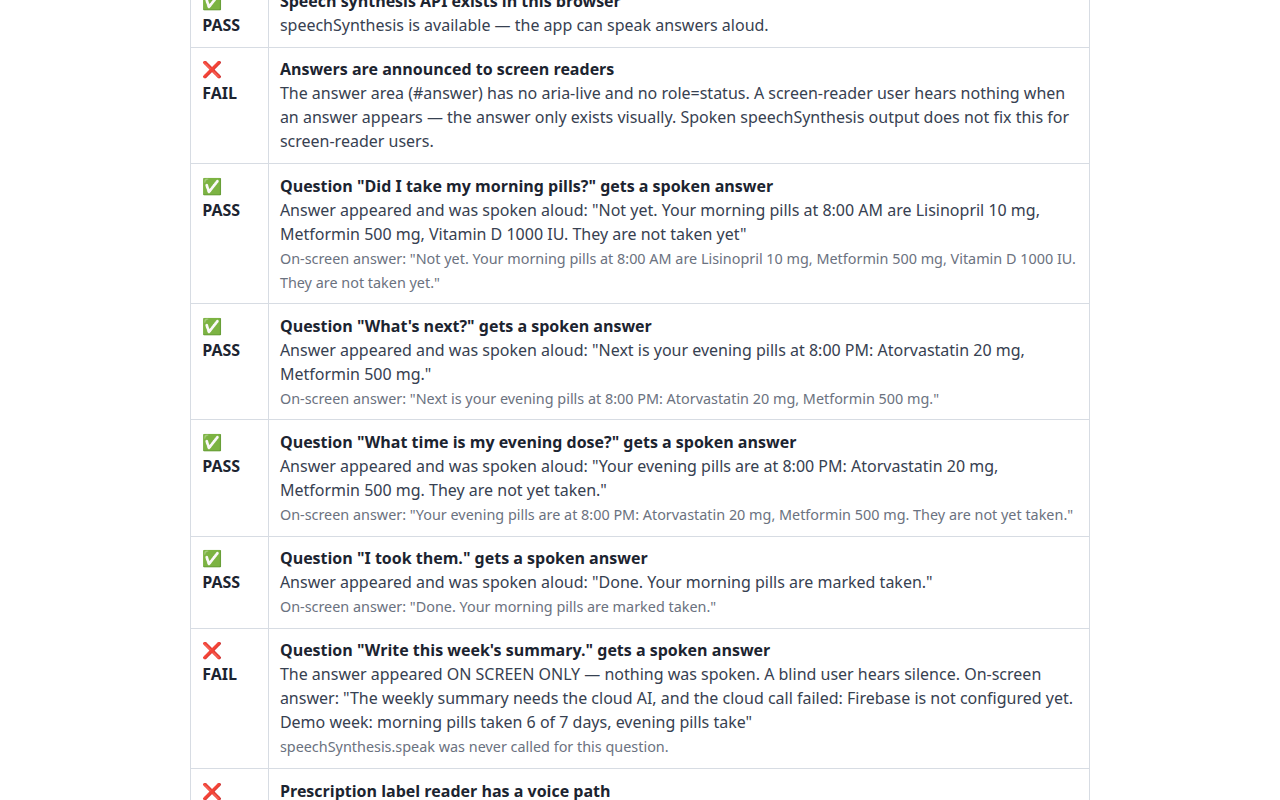 Speech synthesis API exists in this browser
PASS
speechSynthesis is available — the app can speak answers aloud.
Answers are announced to screen readers
FAIL
The answer area (#answer) has no aria-live and no role=status. A screen-reader user hears nothing when
an answer appears — the answer only exists visually. Spoken speechSynthesis output does not fix this for
screen-reader users.
Question "Did I take my morning pills?" gets a spoken answer
PASS
Answer appeared and was spoken aloud: "Not yet. Your morning pills at 8:00 AM are Lisinopril 10 mg,
Metformin 500 mg, Vitamin D 1000 IU. They are not taken yet"
On-screen answer: "Not yet. Your morning pills at 8:00 AM are Lisinopril 10 mg, Metformin 500 mg, Vitamin D 1000 IU.
They are not taken yet."
Question "What's next?" gets a spoken answer
PASS
Answer appeared and was spoken aloud: "Next is your evening pills at 8:00 PM: Atorvastatin 20 mg,
Metformin 500 mg."
On-screen answer: "Next is your evening pills at 8:00 PM: Atorvastatin 20 mg, Metformin 500 mg."
Question "What time is my evening dose?" gets a spoken answer
PASS
Answer appeared and was spoken aloud: "Your evening pills are at 8:00 PM: Atorvastatin 20 mg,
Metformin 500 mg. They are not yet taken."
On-screen answer: "Your evening pills are at 8:00 PM: Atorvastatin 20 mg, Metformin 500 mg. They are not yet taken."
Question "I took them." gets a spoken answer
PASS
Answer appeared and was spoken aloud: "Done. Your morning pills are marked taken."
On-screen answer: "Done. Your morning pills are marked taken."
Question "Write this week's summary." gets a spoken answer
FAIL
The answer appeared ON SCREEN ONLY — nothing was spoken. A blind user hears silence. On-screen
answer: "The weekly summary needs the cloud AI, and the cloud call failed: Firebase is not configured yet.
Demo week: morning pills taken 6 of 7 days, evening pills take"
speechSynthesis.speak was never called for this question.
Prescription label reader has a voice path